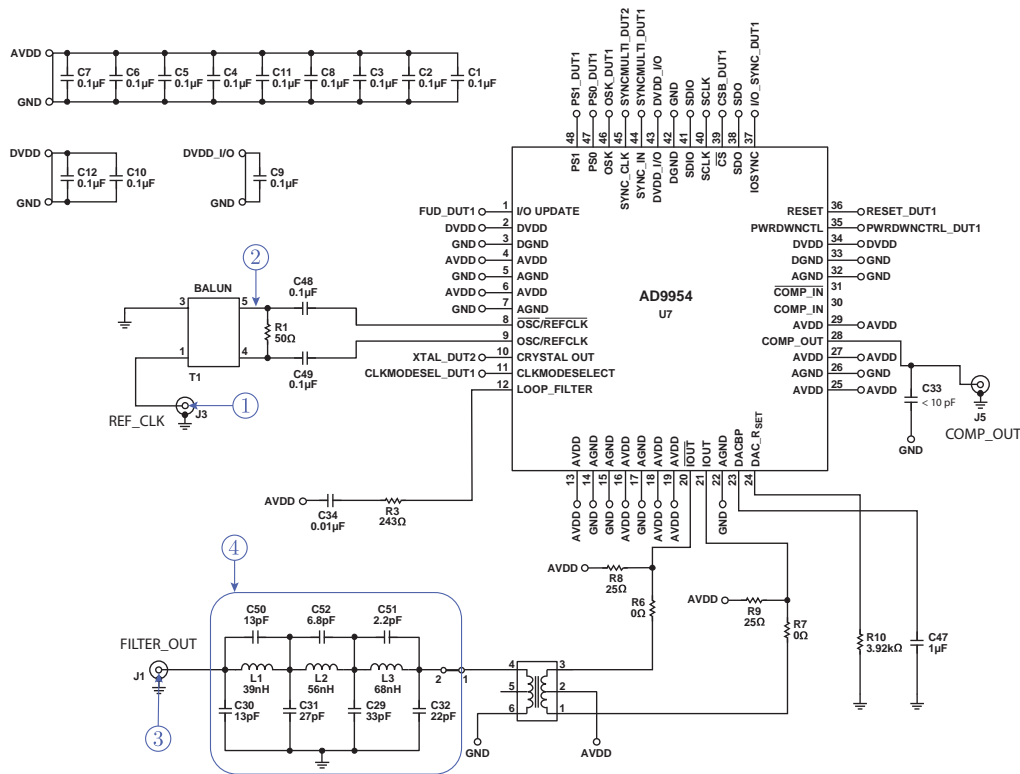 AVDD
GND
C7
0.1µF
C6
0.1µF
C5
0.1µF
C4
0.1µF
C11
0.1µF
C8
0.1µF
C3
0.1µF
C2
0.1µF
C1
0.1µF
DVDD
GND
C12
0.1µF
C10
0.1µF
DVDD_I/O
GND
C9
0.1µF
PS1_DUT1
PS0_DUT1
OSK_DUT1
SYNCMULTI_DUT2
SYNCMULTI_DUT1
DVDD_I/O
GND
SDIO
SCLK
CSB_DUT1
SDO
I/O_SYNC_DUT1
48
47
46
45
44
43
42
41
40
39
38
37
PS1
PS0
OSK
SYNC_CLK
SYNC_IN
DVDD_I/O
DGND
SDIO
SCLK
CS
SDO
IOSYNC
FUD_DUT1 1 I/O UPDATE
DVDD 2 DVDD
GND 3 DGND
AVDD 4 AVDD
GND 5 AGND
AVDD 6 AVDD
GND 7 AGND
8 OSC/REFCLK
9 OSC/REFCLK
XTAL_DUT2 10 CRYSTAL OUT
CLKMODESEL_DUT1 11 CLKMODESELECT
12 LOOP_FILTER
AD9954
U7
RESET 36 RESET_DUT1
PWRDWNCTL 35 PWRDWNCTRL_DUT1
DVDD 34 DVDD
DGND 33 GND
AGND 32 GND
COMP_IN 31
COMP_IN 30
AVDD 29 AVDD
COMP_OUT 28
AVDD 27 AVDD
AGND 26 GND
AVDD 25 AVDD
C33
< 10 pF
GND
J5
COMP_OUT
2
BALUN
3
5
1
4
T1
R1
50Ω
C48
0.1µF
C49
0.1µF
1
J3
REF_CLK
AVDD
C34
0.01µF
R3
243Ω
AVDD
AGND
AGND
AVDD
AGND
AVDD
AVDD
IOUT
IOUT
AGND
DACBP
DAC_RSET
13
14
15
16
17
18
19
20
21
22
23
24
AVDD
GND
GND
AVDD
GND
AVDD
AVDD
GND
AVDD
R8
25Ω
R6
0Ω
AVDD
R9
25Ω
R7
0Ω
R10
3.92kΩ
C47
1µF
4
C50
13pF
C52
6.8pF
C51
2.2pF
FILTER_OUT
J1
3
L1
39nH
L2
56nH
L3
68nH
2
1
C30
13pF
C31
27pF
C29
33pF
C32
22pF
4
5
6
3
2
1
GND
AVDD